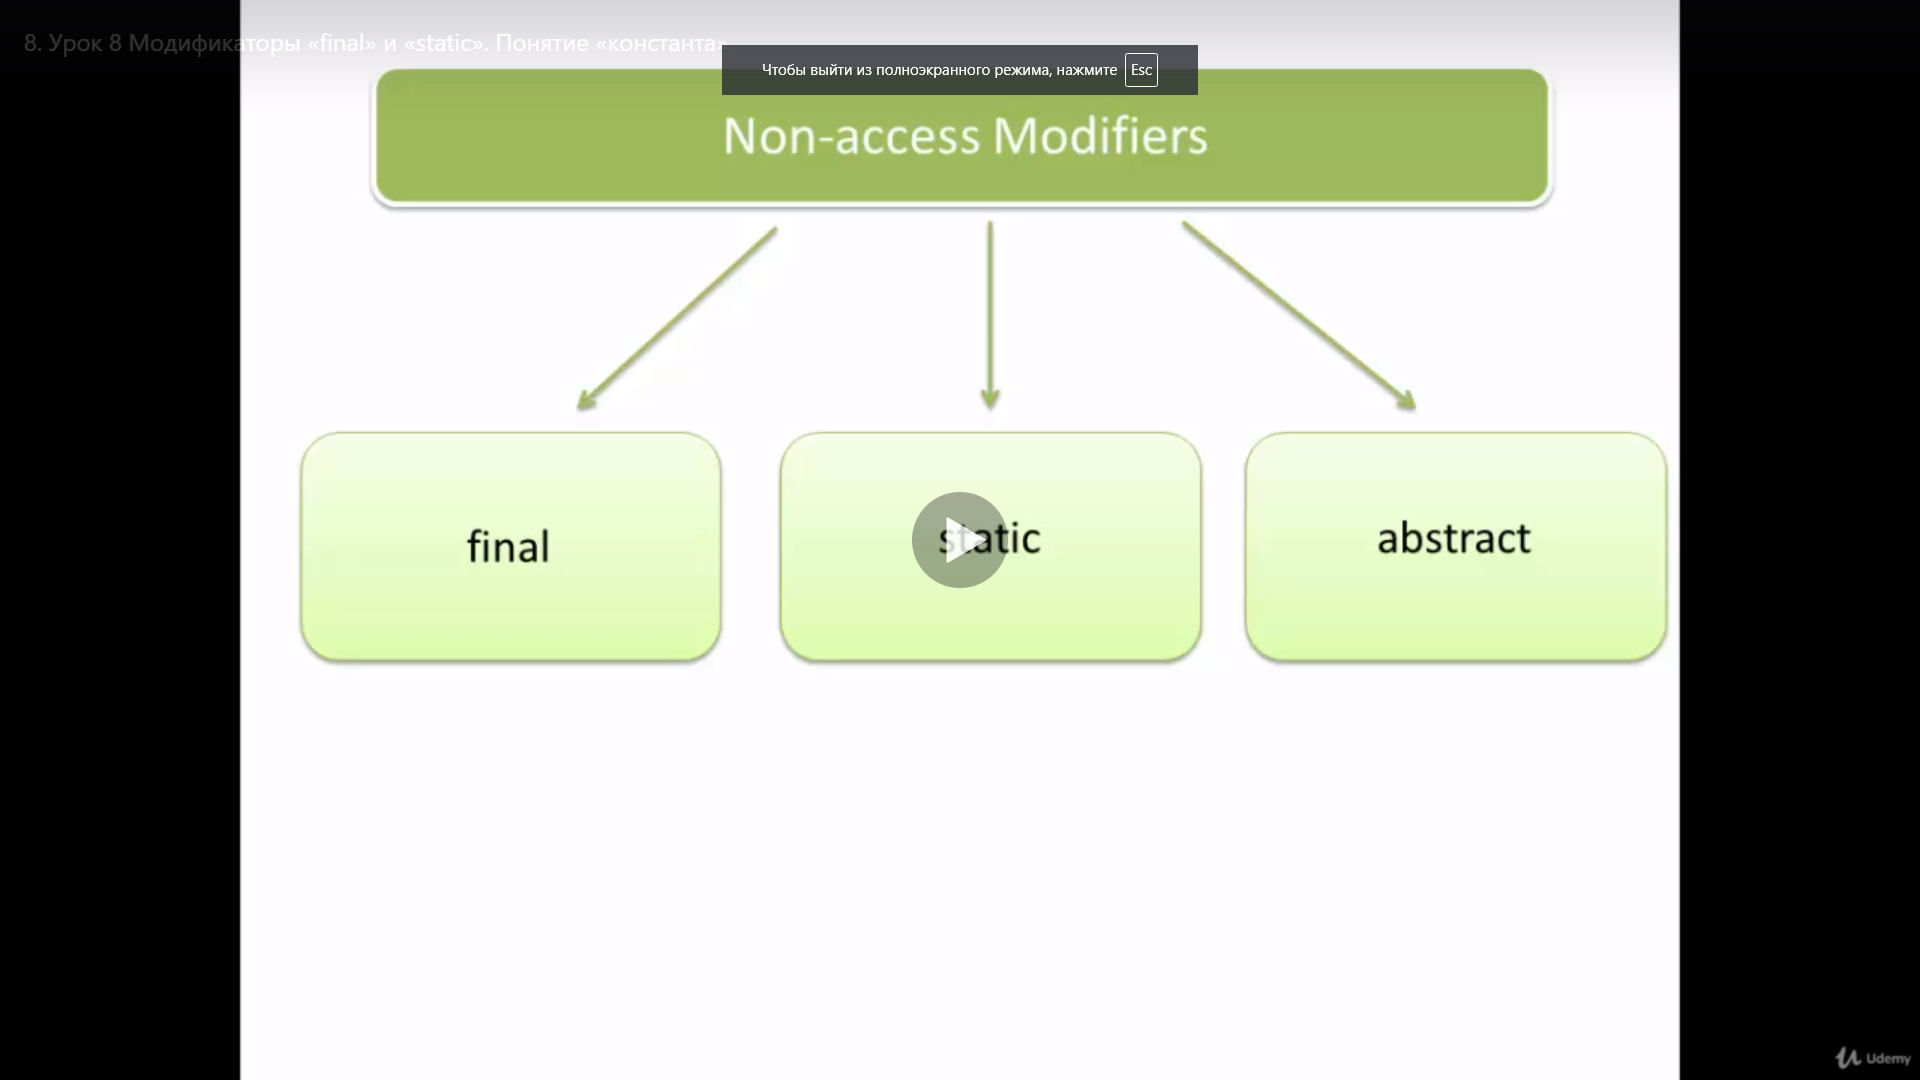 8. Урок 8 Модификаторы «final» и «static». Понятие «константа»
Чтобы выйти из полноэкранного режима, нажмите Esc
Non-access Modifiers
final
static
abstract
Udemy